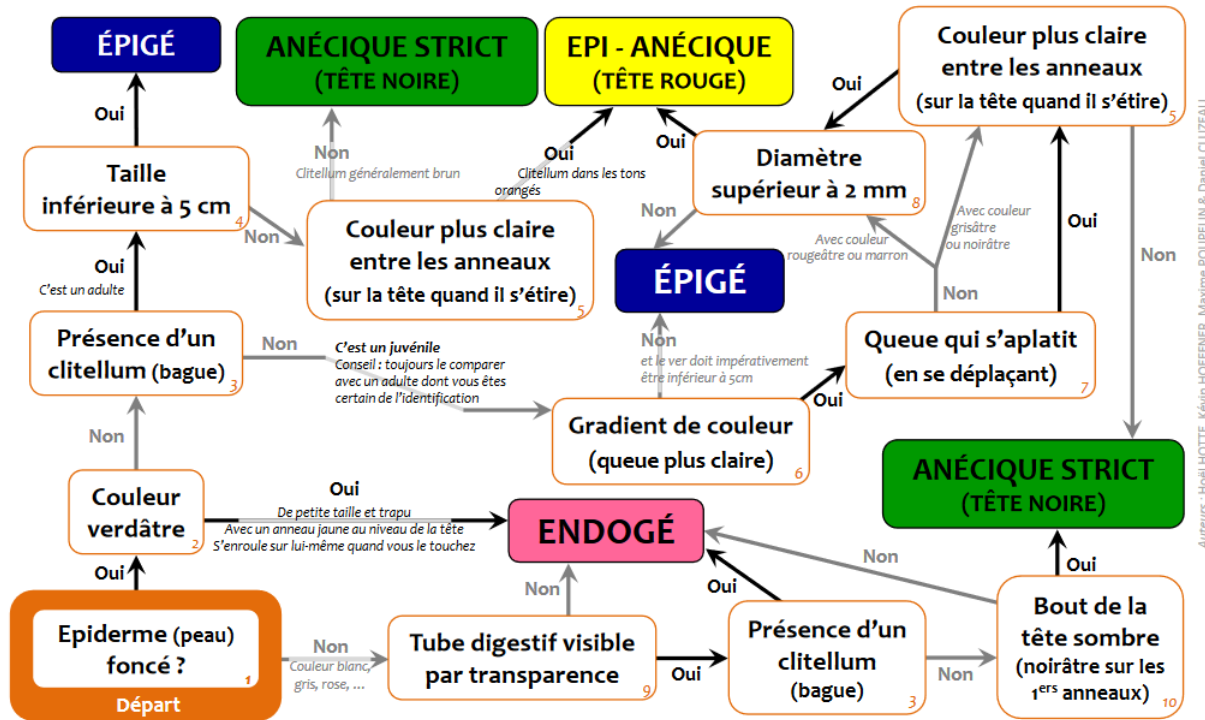 ÉPIGÉ
ANÉCIQUE STRICT
(TÊTE NOIRE)
EPI - ANÉCIQUE
(TÊTE ROUGE)
Couleur plus claire
entre les anneaux
(sur la tête quand il s’étire)
5
Oui
Non
Clitellum généralement brun
Oui
Clitellum dans les tons
orangés
Oui
Oui
Taille
inférieure à 5 cm
4
Non
Couleur plus claire
entre les anneaux
(sur la tête quand il s’étire)
5
Diamètre
supérieur à 2 mm
8
Non
Avec couleur
rougeâtre ou marron
Avec couleur
grisâtre
ou noirâtre
Oui
Non
Oui
C’est un adulte
ÉPIGÉ
Non
Présence d’un
clitellum (bague)
3
Non
C’est un juvénile
Conseil : toujours le comparer
avec un adulte dont vous êtes
certain de l’identification
Non
et le ver doit impérativement
être inférieur à 5cm
Oui
Queue qui s’aplatit
(en se déplaçant)
7
Gradient de couleur
(queue plus claire)
6
Non
Couleur
verdâtre
2
Oui
De petite taille et trapu
Avec un anneau jaune au niveau de la tête
S’enroule sur lui-même quand vous le touchez
ENDOGÉ
ANÉCIQUE STRICT
(TÊTE NOIRE)
Oui
Non
Oui
Non
Oui
Epiderme (peau)
foncé ?
1
Départ
Non
Couleur blanc,
gris, rose, ...
Tube digestif visible
par transparence
9
Oui
Présence d’un
clitellum
(bague)
3
Non
Bout de la
tête sombre
(noirâtre sur les
1ers anneaux)
10
Auteurs : Hoël HOTTE, Kévin HOEFFNER, Maxime POUPELIN & Daniel CLUZEAU